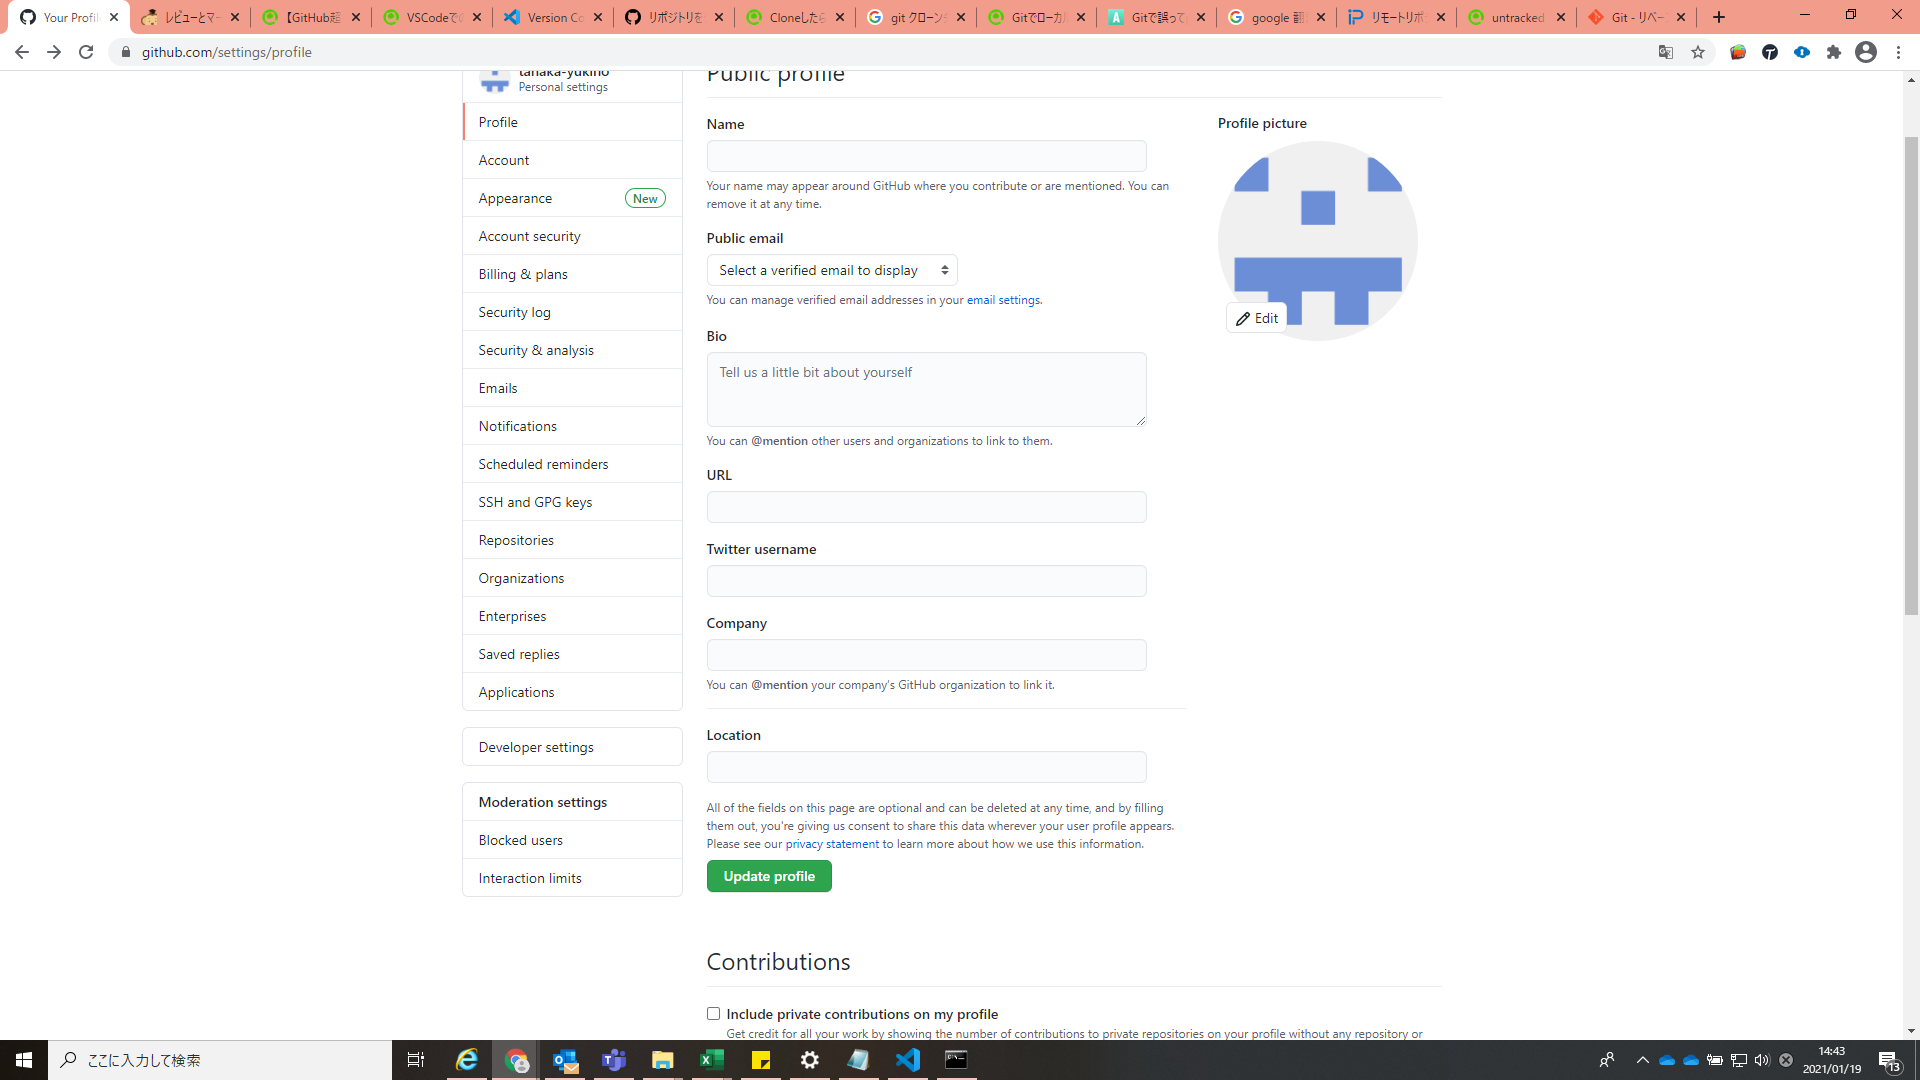 Your Profi
レビューとマー
【GitHub超
VSCodeでの
Version Co
リポジトリを
Cloneしたら
git クローン
Gitでローカル
Gitで誤って
google 翻
リモートリポ
untracked
Git - リベー
github.com/settings/profile
tanaka-yukiho
Personal settings
Profile
Account
Appearance New
Account security
Billing & plans
Security log
Security & analysis
Emails
Notifications
Scheduled reminders
SSH and GPG keys
Repositories
Organizations
Enterprises
Saved replies
Applications
Developer settings
Moderation settings
Blocked users
Interaction limits
Public profile
Name
Your name may appear around GitHub where you contribute or are mentioned. You can
remove it at any time.
Public email
Select a verified email to display
You can manage verified email addresses in your email settings.
Bio
Tell us a little bit about yourself
You can @mention other users and organizations to link to them.
URL
Twitter username
Company
You can @mention your company's GitHub organization to link it.
Location
All of the fields on this page are optional and can be deleted at any time, and by filling
them out, you're giving us consent to share this data wherever your user profile appears.
Please see our privacy statement to learn more about how we use this information.
Update profile
Profile picture
Edit
Contributions
Include private contributions on my profile
Get credit for all your work by showing the number of contributions to private repositories on your profile without any repository or
ここに入力して検索
14:43
2021/01/19
13